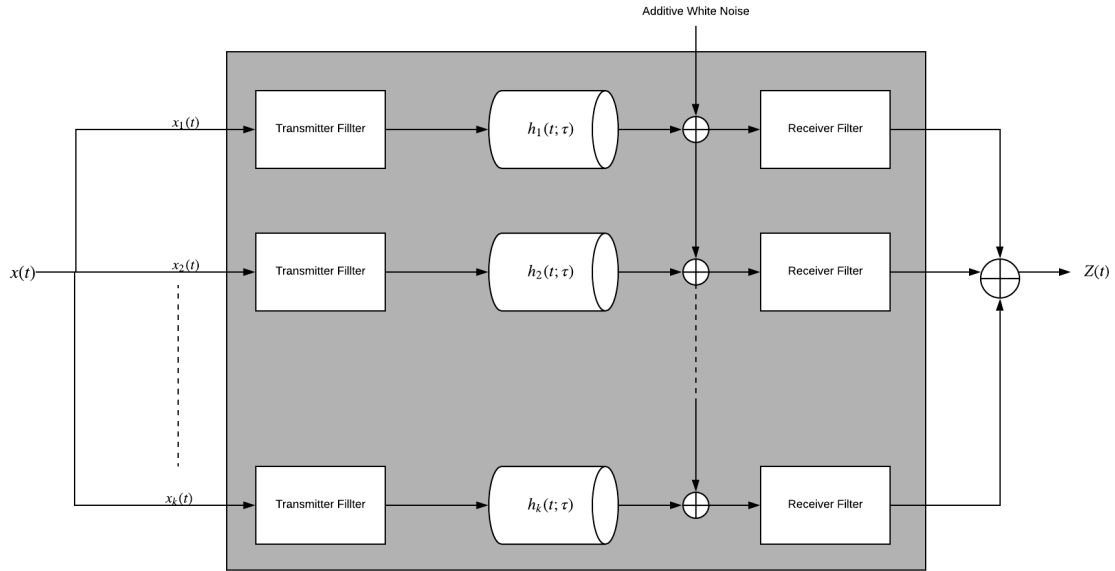 Additive White Noise
x₁(t)
Transmitter Fillter
h₁(t; τ)
Receiver Filter
x(t)
x₂(t)
Transmitter Fillter
h₂(t; τ)
Receiver Filter
Z(t)
xₖ(t)
Transmitter Fillter
hₖ(t; τ)
Receiver Filter